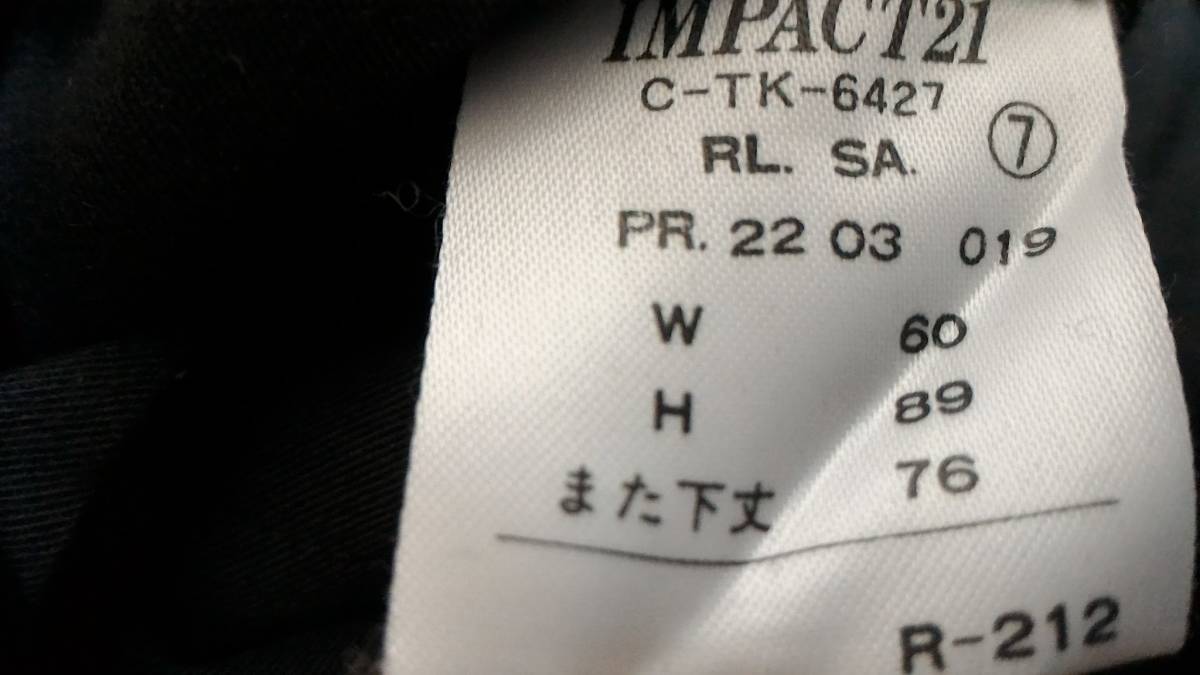 IMPACT21
C-TK-6427
RL. SA. ⑦
PR. 22 03 019
W 60
H 89
また下丈 76
R-212